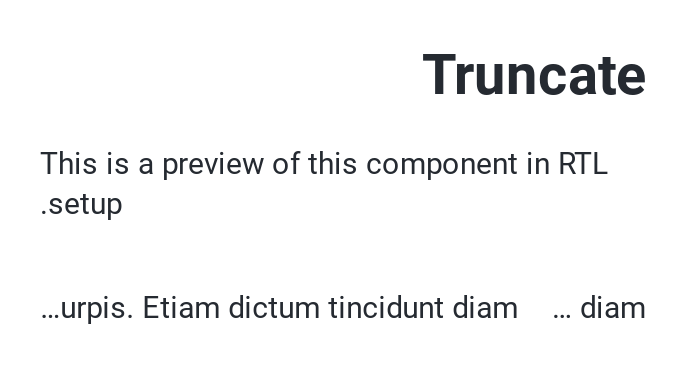 Truncate
This is a preview of this component in RTL
.setup
…urpis. Etiam dictum tincidunt diam … diam